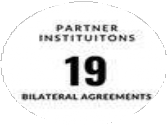 PARTNER
INSTITUITONS
19
BILATERAL AGREEMENTS